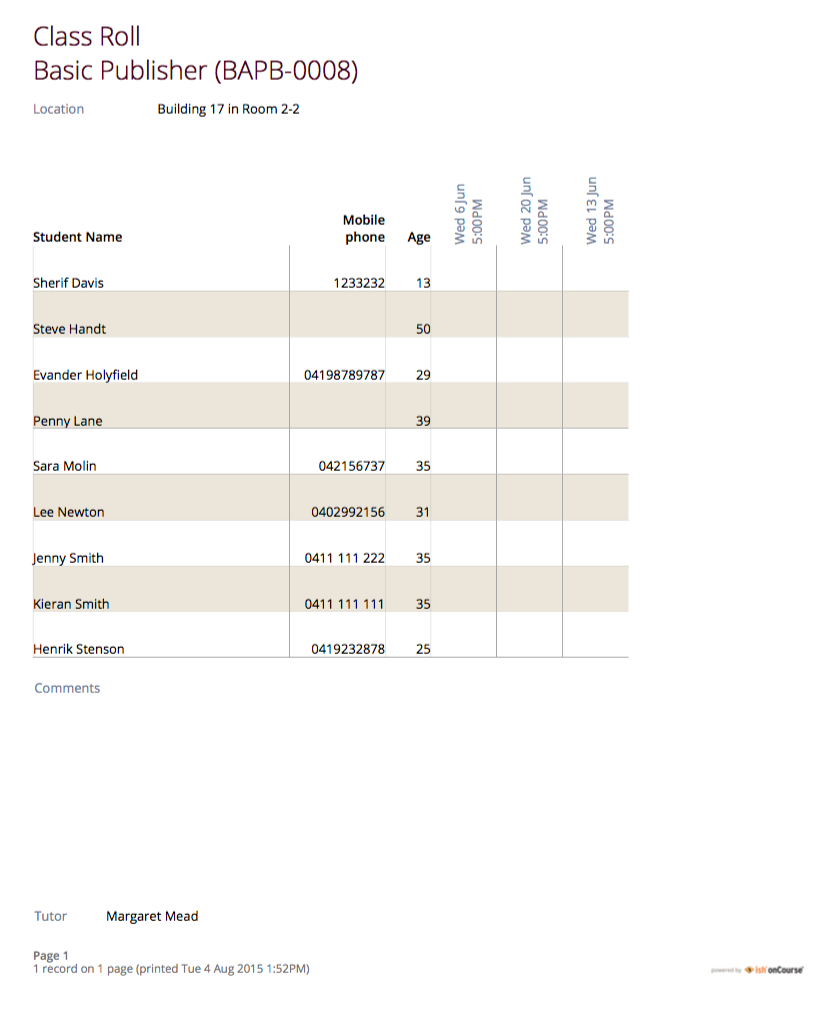 Class Roll
Basic Publisher (BAPB-0008)
Location Building 17 in Room 2-2
Student Name Mobile phone Age Wed 6 Jun 5:00PM Wed 20 Jun 5:00PM Wed 13 Jun 5:00PM
Sherif Davis 1233232 13
Steve Handt 50
Evander Holyfield 04198789787 29
Penny Lane 39
Sara Molin 042156737 35
Lee Newton 0402992156 31
Jenny Smith 0411 111 222 35
Kieran Smith 0411 111 111 35
Henrik Stenson 0419232878 25
Comments
Tutor Margaret Mead
Page 1
1 record on 1 page (printed Tue 4 Aug 2015 1:52PM)
powered by ish onCourse